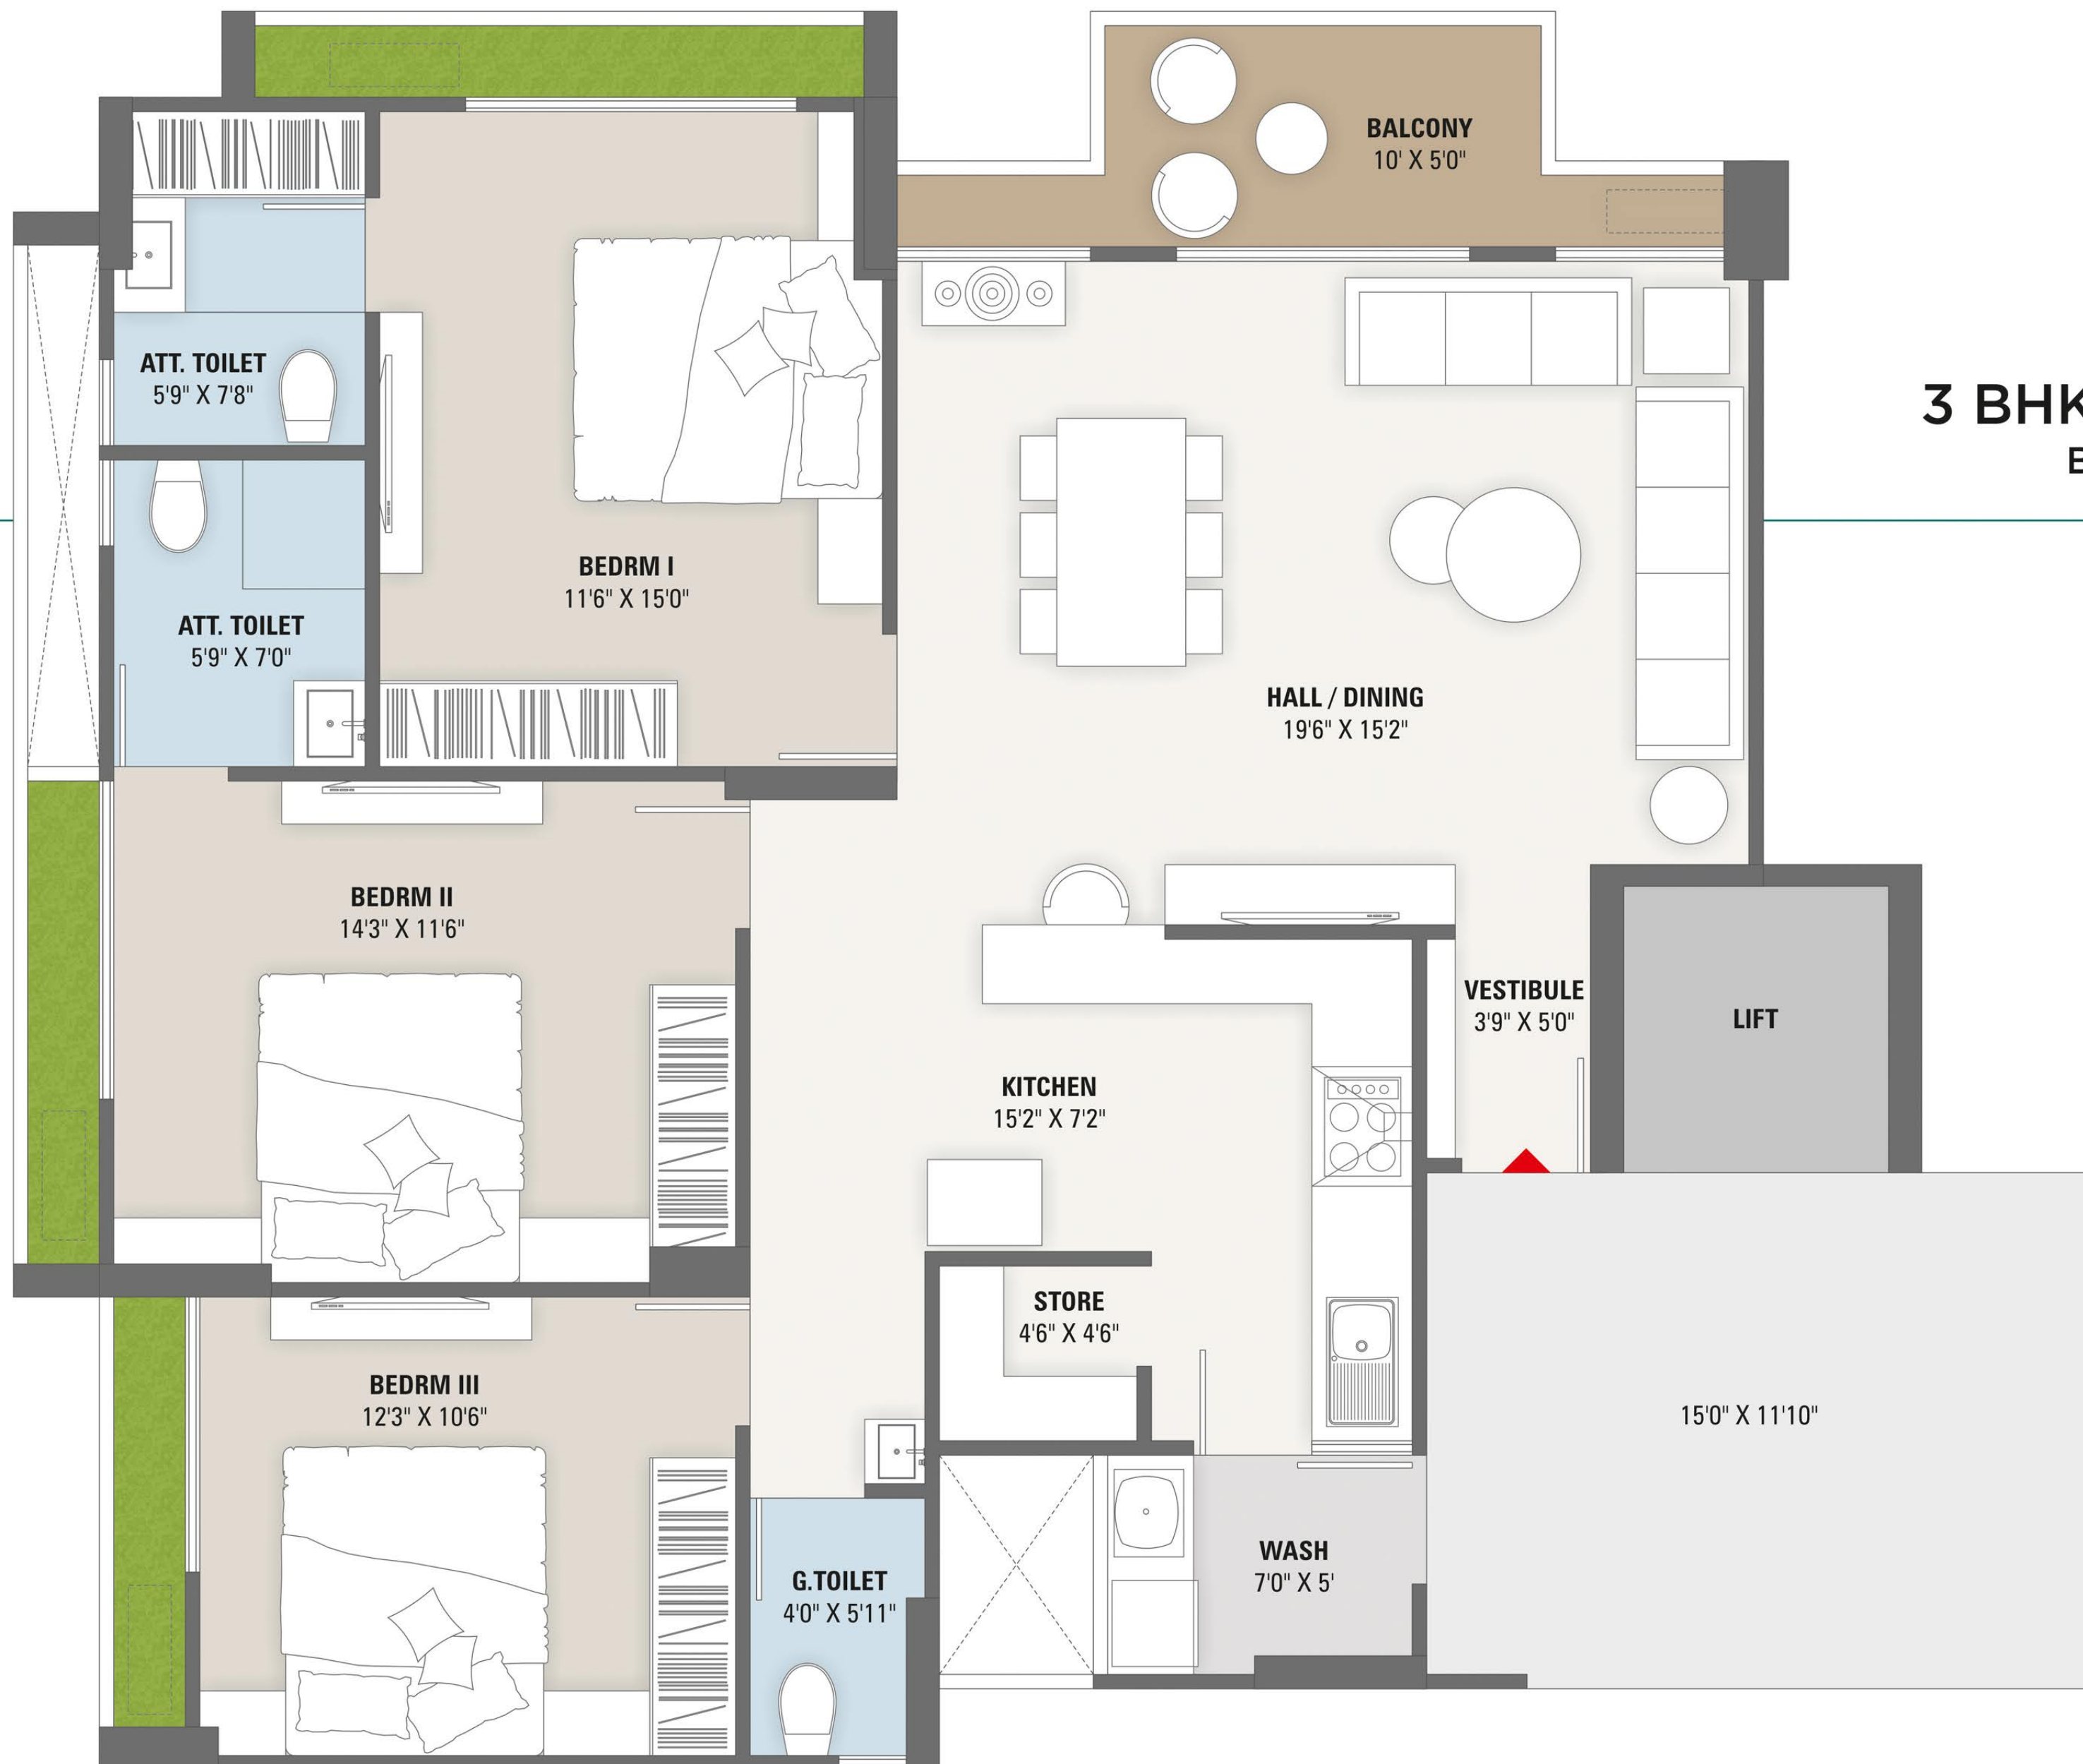 BALCONY
10' X 5'0"
ATT. TOILET
5'9" X 7'8"
3 BHK
BEDRM I
11'6" X 15'0"
ATT. TOILET
5'9" X 7'0"
HALL / DINING
19'6" X 15'2"
BEDRM II
14'3" X 11'6"
VESTIBULE
3'9" X 5'0"
LIFT
KITCHEN
15'2" X 7'2"
STORE
4'6" X 4'6"
BEDRM III
12'3" X 10'6"
15'0" X 11'10"
WASH
7'0" X 5'
G.TOILET
4'0" X 5'11"